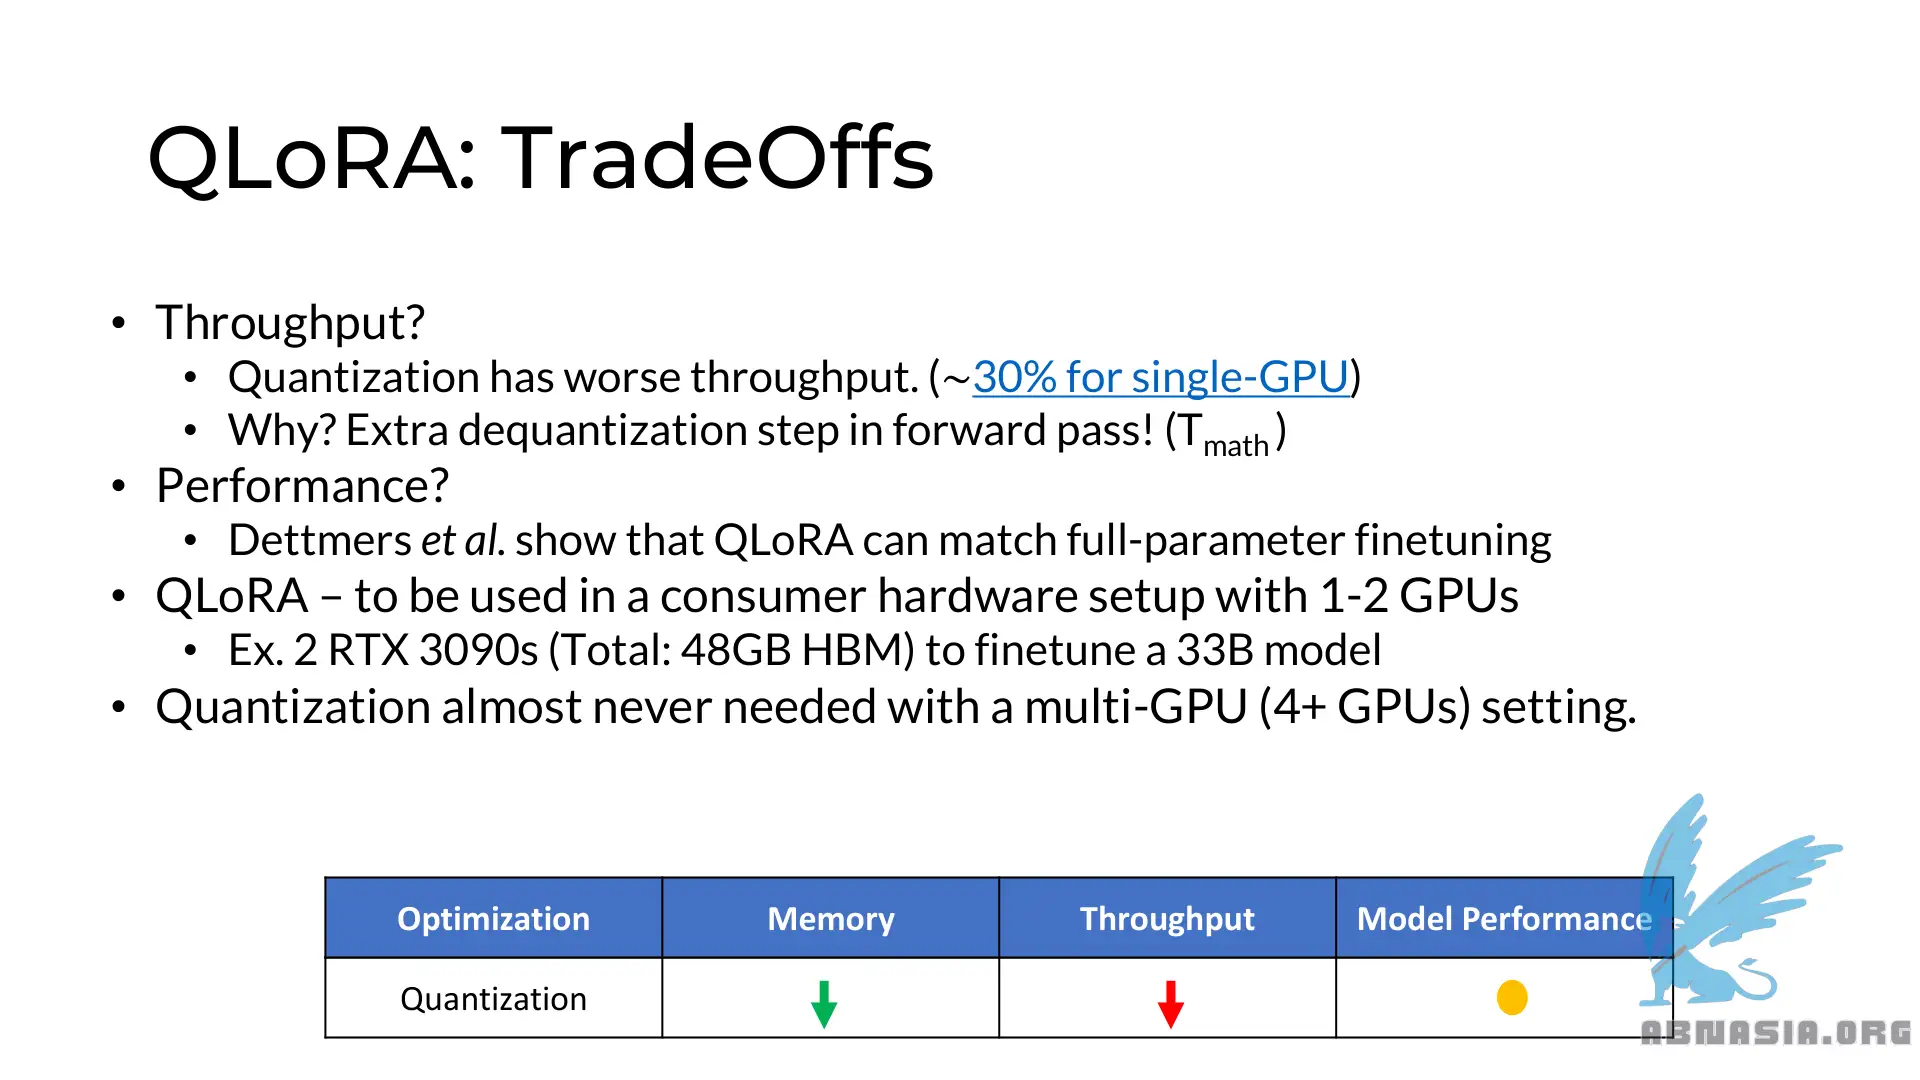 QLoRA: TradeOffs
• Throughput?
• Quantization has worse throughput. (~30% for single-GPU)
• Why? Extra dequantization step in forward pass! (Tmath)
• Performance?
• Dettmers et al. show that QLoRA can match full-parameter finetuning
• QLoRA – to be used in a consumer hardware setup with 1-2 GPUs
• Ex. 2 RTX 3090s (Total: 48GB HBM) to finetune a 33B model
• Quantization almost never needed with a multi-GPU (4+ GPUs) setting.
Optimization Memory Throughput Model Performance
Quantization
ABNASIA.ORG